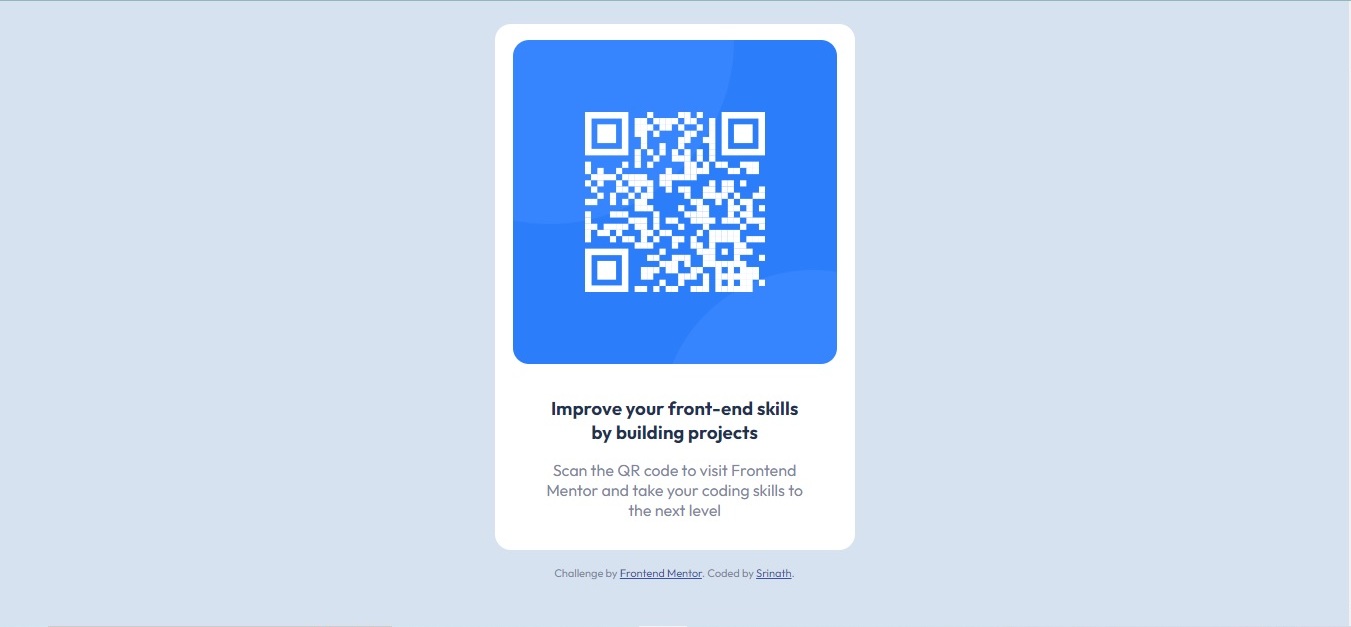 Improve your front-end skills
by building projects
Scan the QR code to visit Frontend
Mentor and take your coding skills to
the next level
Challenge by Frontend Mentor. Coded by Srinath.